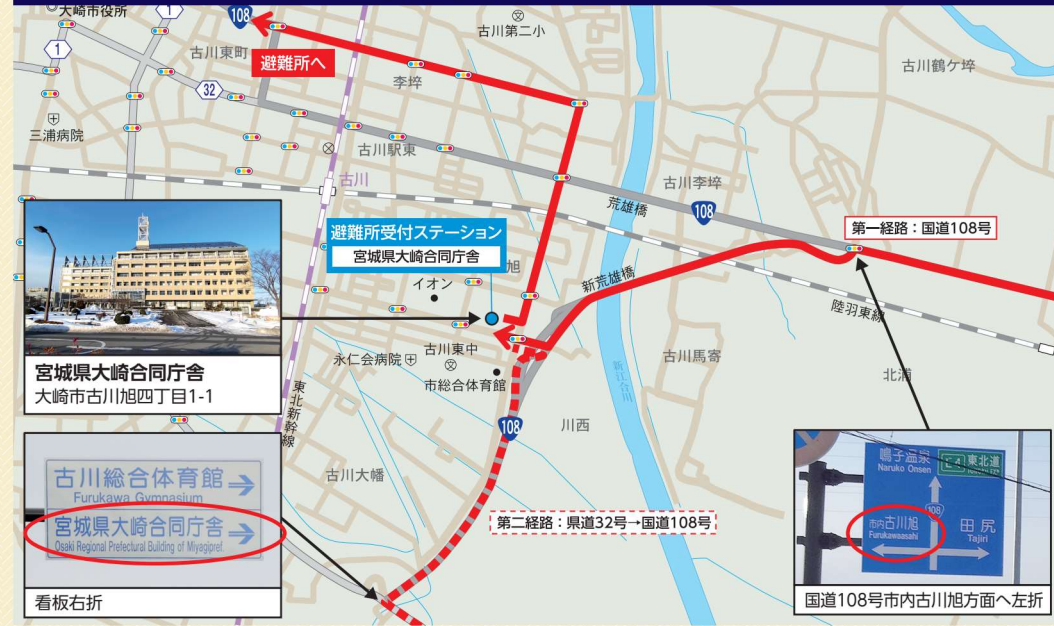 大崎市役所
1
108
古川第二小
1
古川東町
避難所へ
李埣
古川鶴ケ埣
32
三浦病院
古川駅東
古川
古川李埣
荒雄橋
108
避難所受付ステーション
宮城県大崎合同庁舎
第一経路:国道108号
旭
イオン
新荒雄橋
陸羽東線
古川東中
永仁会病院
市総合体育館
古川馬寄
新江合川
北浦
宮城県大崎合同庁舎
大崎市古川旭四丁目1-1
東北新幹線
108
川西
古川大幡
古川総合体育館
Furukawa Gymnasium
宮城県大崎合同庁舎
Osaki Regional Prefectural Building of Miyagipref.
看板右折
第二経路:県道32号→国道108号
鳴子温泉
Naruko Onsen
E4 東北道
108
市内古川旭
Furukawaasahi
田尻
Tajiri
国道108号市内古川旭方面へ左折